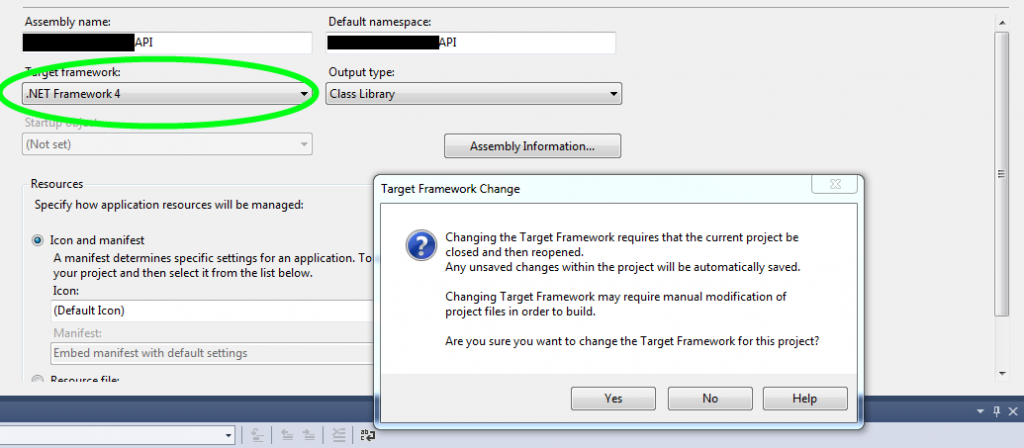 Assembly name:
Default namespace:
API
API
Target framework:
Output type:
.NET Framework 4
Class Library
Startup object:
(Not set)
Assembly Information...
Resources
Specify how application resources will be managed:
Icon and manifest
A manifest determines specific settings for an application. To
your project and then select it from the list below.
Icon:
(Default Icon)
Manifest:
Embed manifest with default settings
Resource file:
Target Framework Change
Changing the Target Framework requires that the current project be
closed and then reopened.
Any unsaved changes within the project will be automatically saved.
Changing Target Framework may require manual modification of
project files in order to build.
Are you sure you want to change the Target Framework for this project?
Yes
No
Help